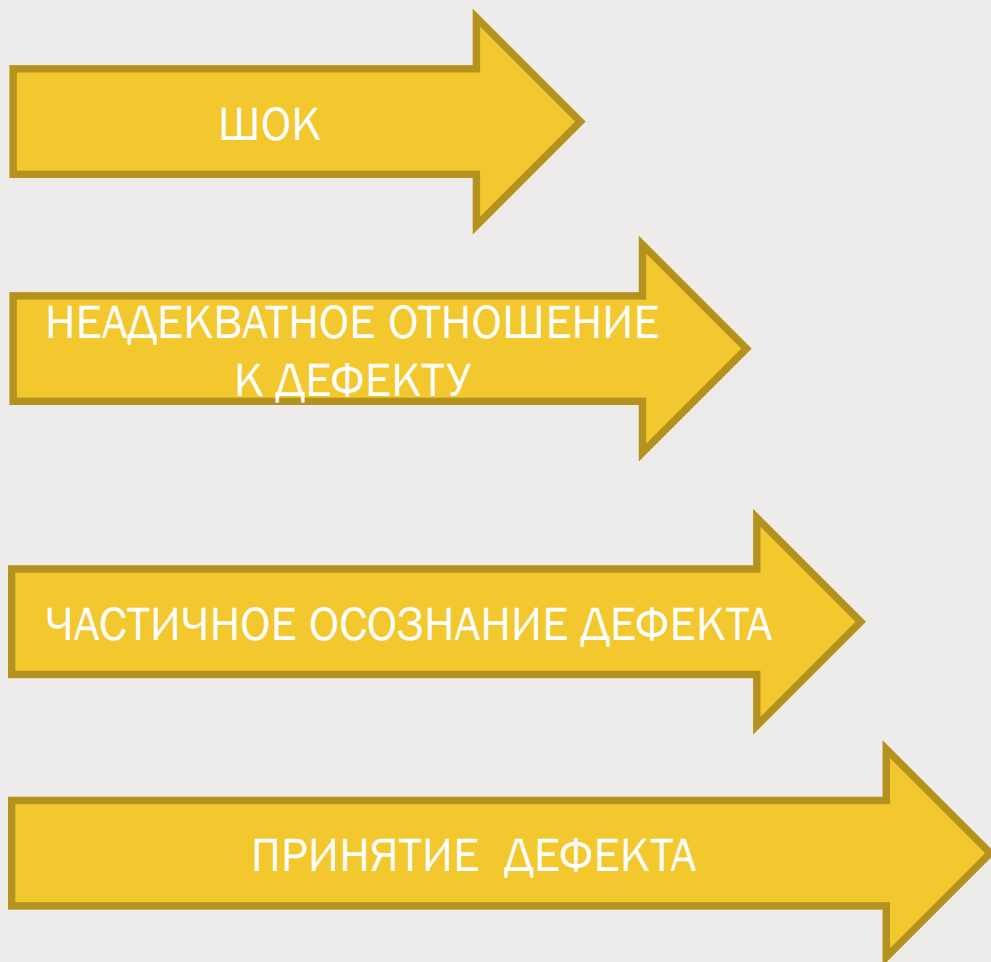 ШОК
НЕАДЕКВАТНОЕ ОТНОШЕНИЕ
К ДЕФЕКТУ
ЧАСТИЧНОЕ ОСОЗНАНИЕ ДЕФЕКТА
ПРИНЯТИЕ ДЕФЕКТА